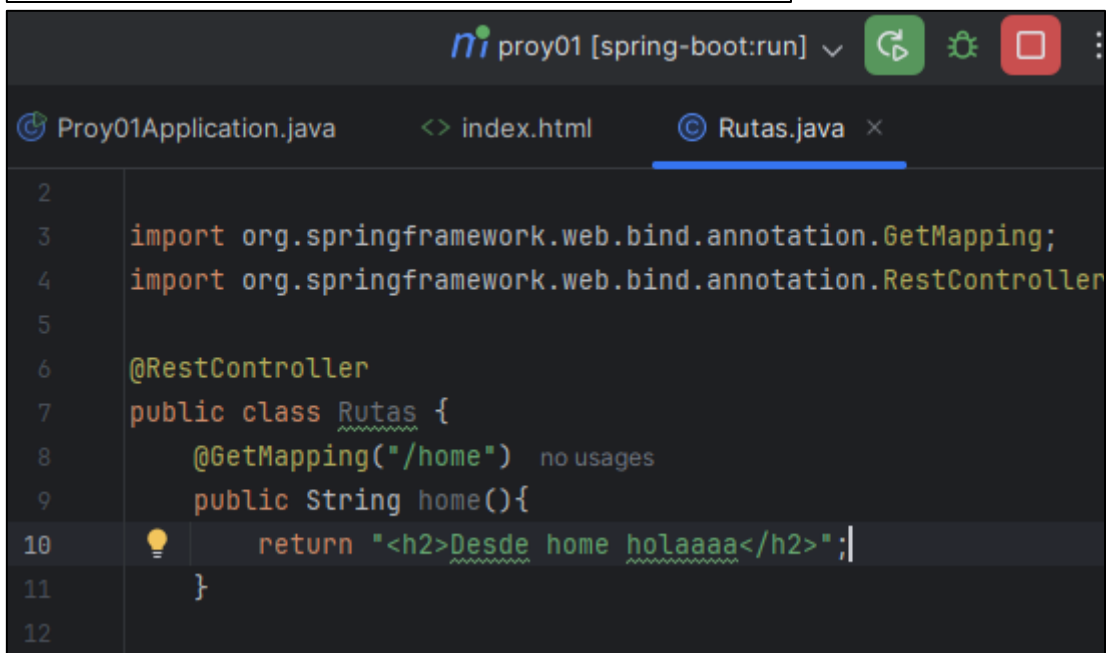 proy01 [spring-boot:run]
Proy01Application.java index.html Rutas.java
2
3 import org.springframework.web.bind.annotation.GetMapping;
4 import org.springframework.web.bind.annotation.RestController
5
6 @RestController
7 public class Rutas {
8 @GetMapping("/home") no usages
9 public String home(){
10 return "<h2>Desde home holaaaa</h2>";
11 }
12